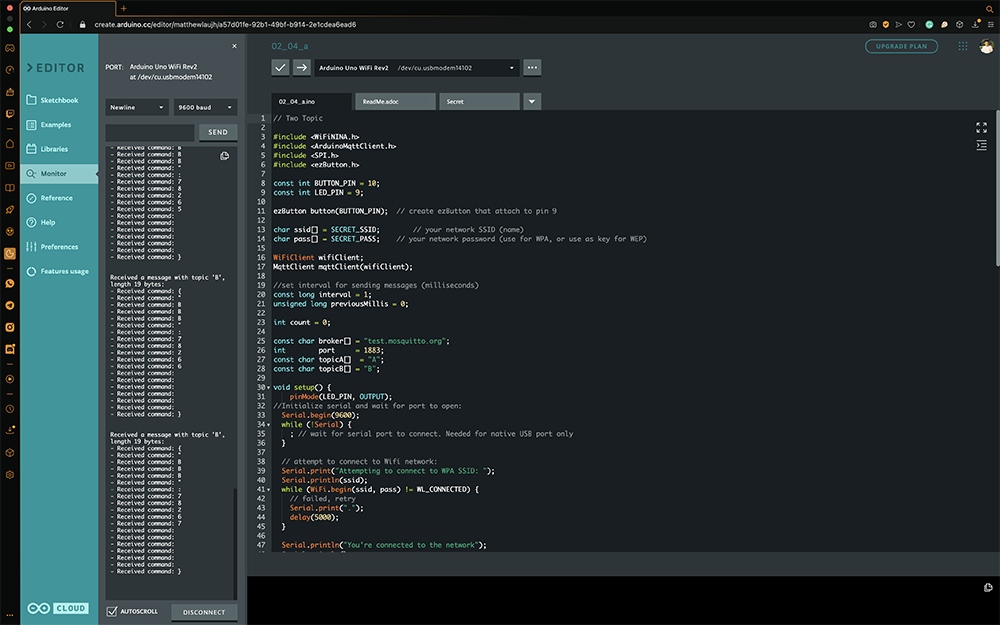 Arduino Editor
create.arduino.cc/editor/matthewlaujh/a57d01fe-92b1-49bf-b914-2e1cdea6ead6
EDITOR
Sketchbook
Examples
Libraries
Monitor
Reference
Help
Preferences
Features usage
CLOUD
PORT: Arduino Uno WiFi Rev2
at /dev/cu.usbmodem14102
Newline
9600 baud
SEND
- Received command: B
- Received command: B
- Received command: B
- Received command: "
- Received command: :
- Received command: 7
- Received command: 8
- Received command: 2
- Received command: 6
- Received command: 5
- Received command:
- Received command:
- Received command:
- Received command:
- Received command:
- Received command: }
Received a message with topic 'B',
length 19 bytes:
- Received command: {
- Received command: "
- Received command: B
- Received command: B
- Received command: B
- Received command: "
- Received command: :
- Received command: 7
- Received command: 8
- Received command: 2
- Received command: 6
- Received command: 6
- Received command:
- Received command:
- Received command:
- Received command:
- Received command:
- Received command: }
Received a message with topic 'B',
length 19 bytes:
- Received command: {
- Received command: "
- Received command: B
- Received command: B
- Received command: B
- Received command: "
- Received command: :
- Received command: 7
- Received command: 8
- Received command: 2
- Received command: 6
- Received command: 7
- Received command:
- Received command:
- Received command:
- Received command:
- Received command:
- Received command: }
AUTOSCROLL
DISCONNECT
02_04_a
UPGRADE PLAN
Arduino Uno WiFi Rev2 /dev/cu.usbmodem14102
02_04_a.ino
ReadMe.adoc
Secret
1 // Two Topic
2
3 #include <WiFiNINA.h>
4 #include <ArduinoMqttClient.h>
5 #include <SPI.h>
6 #include <ezButton.h>
7
8 const int BUTTON_PIN = 10;
9 const int LED_PIN = 9;
10
11 ezButton button(BUTTON_PIN); // create ezButton that attach to pin 9
12
13 char ssid[] = SECRET_SSID; // your network SSID (name)
14 char pass[] = SECRET_PASS; // your network password (use for WPA, or use as key for WEP)
15
16 WiFiClient wifiClient;
17 MqttClient mqttClient(wifiClient);
18
19 //set interval for sending messages (milliseconds)
20 const long interval = 1;
21 unsigned long previousMillis = 0;
22
23 int count = 0;
24
25 const char broker[] = "test.mosquitto.org";
26 int port = 1883;
27 const char topicA[] = "A";
28 const char topicB[] = "B";
29
30 void setup() {
31 pinMode(LED_PIN, OUTPUT);
32 //Initialize serial and wait for port to open:
33 Serial.begin(9600);
34 while (!Serial) {
35 ; // wait for serial port to connect. Needed for native USB port only
36 }
37
38 // attempt to connect to Wifi network:
39 Serial.print("Attempting to connect to WPA SSID: ");
40 Serial.println(ssid);
41 while (WiFi.begin(ssid, pass) != WL_CONNECTED) {
42 // failed, retry
43 Serial.print(".");
44 delay(5000);
45 }
46
47 Serial.println("You're connected to the network");